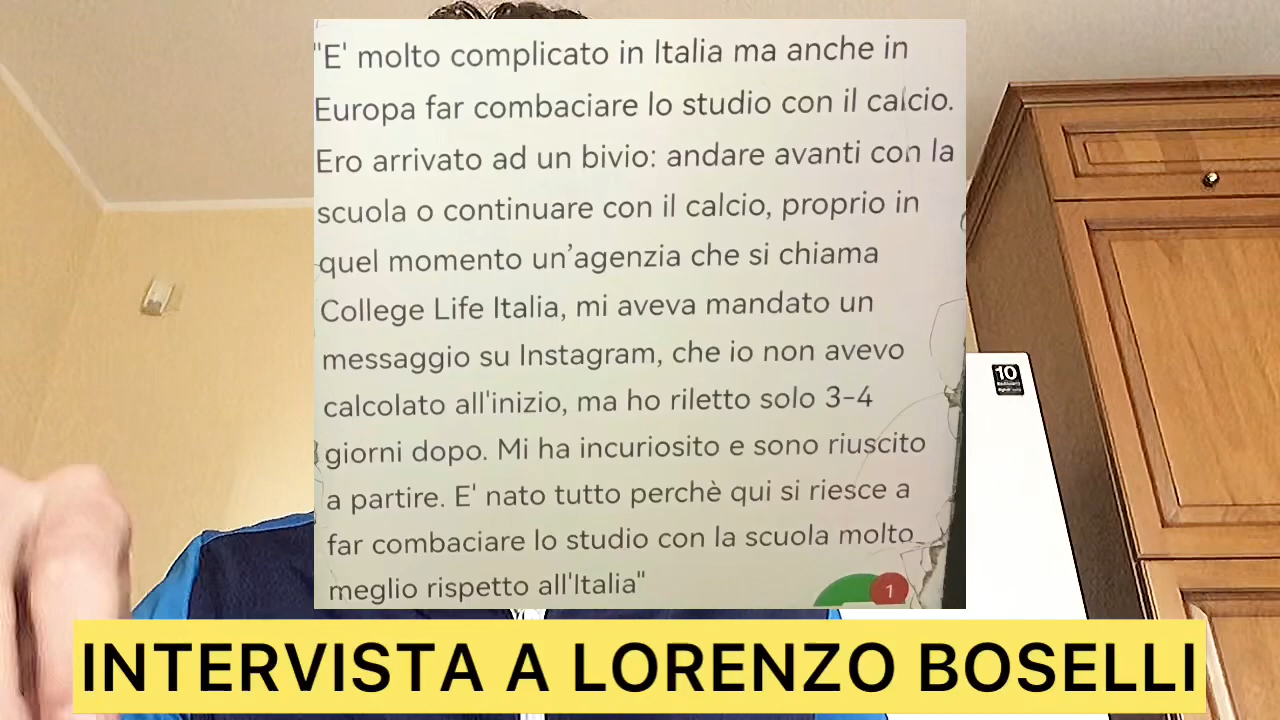 "E' molto complicato in Italia ma anche in
Europa far combaciare lo studio con il calcio.
Ero arrivato ad un bivio: andare avanti con la
scuola o continuare con il calcio, proprio in
quel momento un'agenzia che si chiama
College Life Italia, mi aveva mandato un
messaggio su Instagram, che io non avevo
calcolato all'inizio, ma ho riletto solo 3-4
giorni dopo. Mi ha incuriosito e sono riuscito
a partire. E' nato tutto perchè qui si riesce a
far combaciare lo studio con la scuola molto
meglio rispetto all'Italia"
1
10
INTERVISTA A LORENZO BOSELLI